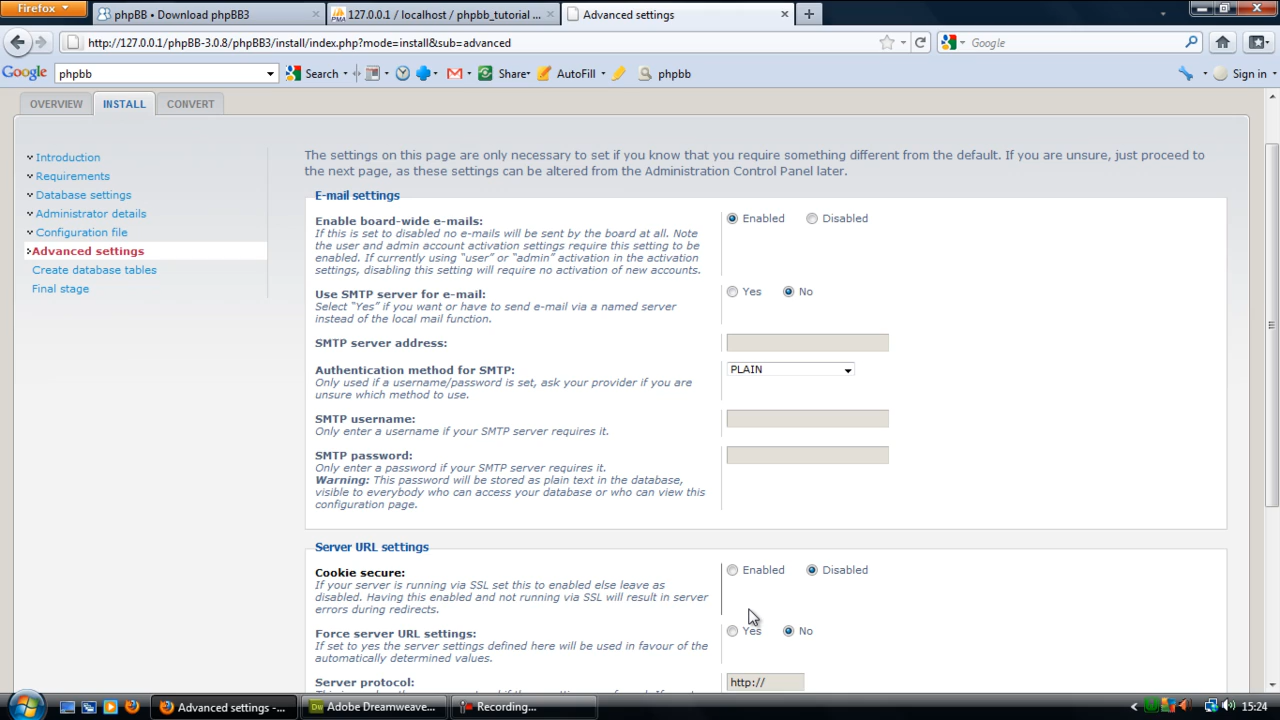 Firefox
phpBB • Download phpBB3
127.0.0.1 / localhost / phpbb_tutorial ...
Advanced settings
http://127.0.0.1/phpBB-3.0.8/phpBB3/install/index.php?mode=install&sub=advanced
Google
Google
phpbb
Search
Share
AutoFill
phpbb
Sign in
OVERVIEW
INSTALL
CONVERT
Introduction
Requirements
Database settings
Administrator details
Configuration file
Advanced settings
Create database tables
Final stage
The settings on this page are only necessary to set if you know that you require something different from the default. If you are unsure, just proceed to
the next page, as these settings can be altered from the Administration Control Panel later.
E-mail settings
Enable board-wide e-mails:
Enabled Disabled
If this is set to disabled no e-mails will be sent by the board at all. Note
the user and admin account activation settings require this setting to be
enabled. If currently using “user” or “admin” activation in the activation
settings, disabling this setting will require no activation of new accounts.
Use SMTP server for e-mail:
Yes No
Select “Yes” if you want or have to send e-mail via a named server
instead of the local mail function.
SMTP server address:
Authentication method for SMTP:
PLAIN
Only used if a username/password is set, ask your provider if you are
unsure which method to use.
SMTP username:
Only enter a username if your SMTP server requires it.
SMTP password:
Only enter a password if your SMTP server requires it.
Warning: This password will be stored as plain text in the database,
visible to everybody who can access your database or who can view this
configuration page.
Server URL settings
Cookie secure:
Enabled Disabled
If your server is running via SSL set this to enabled else leave as
disabled. Having this enabled and not running via SSL will result in server
errors during redirects.
Force server URL settings:
Yes No
If set to yes the server settings defined here will be used in favour of the
automatically determined values.
Server protocol:
http://
Advanced settings -...
Adobe Dreamweave...
Recording...
15:24